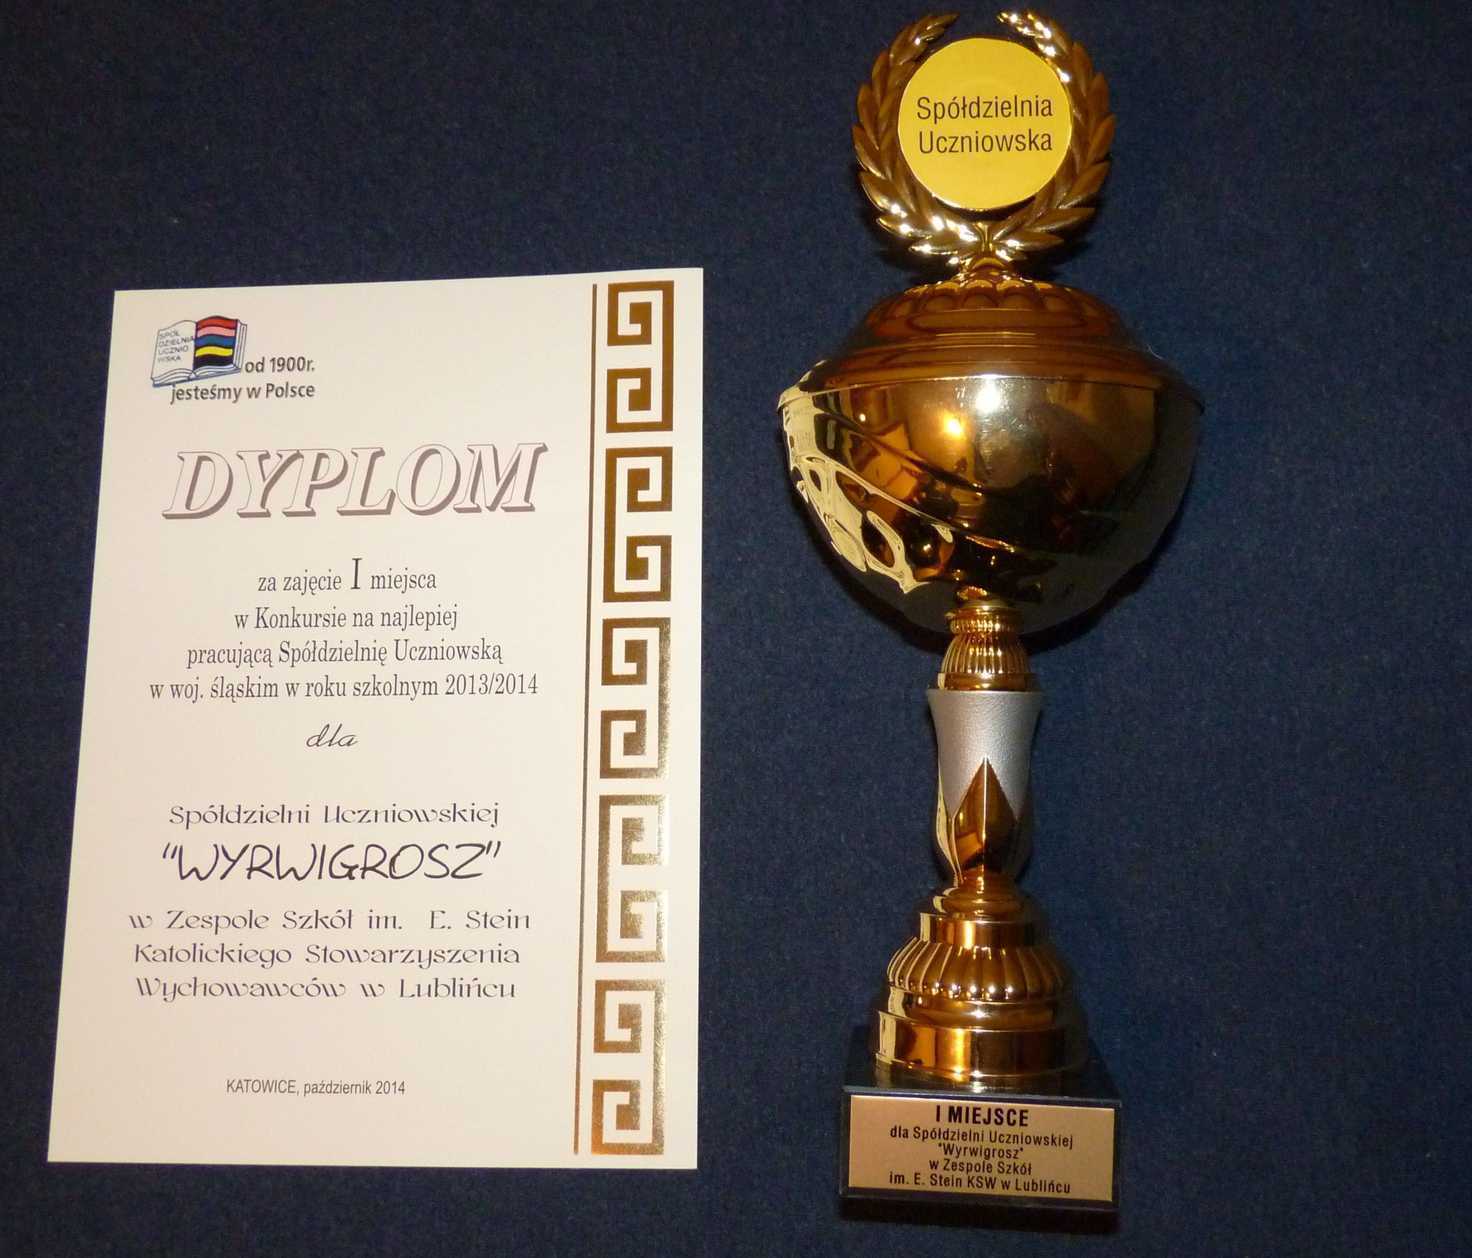 SPÓŁ
DZIELNIA
UCZNIO
WSKA
od 1900r.
jesteśmy w Polsce
DYPLOM
za zajęcie I miejsca
w Konkursie na najlepiej
pracującą Spółdzielnię Uczniowską
w woj. śląskim w roku szkolnym 2013/2014
dla
Spółdzielni Uczniowskiej
“WYRWIGROSZ”
w Zespole Szkół im. E. Stein
Katolickiego Stowarzyszenia
Wychowawców w Lublińcu
KATOWICE, październik 2014
Spółdzielnia
Uczniowska
I MIEJSCE
dla Spółdzielni Uczniowskiej
"Wyrwigrosz"
w Zespole Szkół
im. E. Stein KSW w Lublińcu